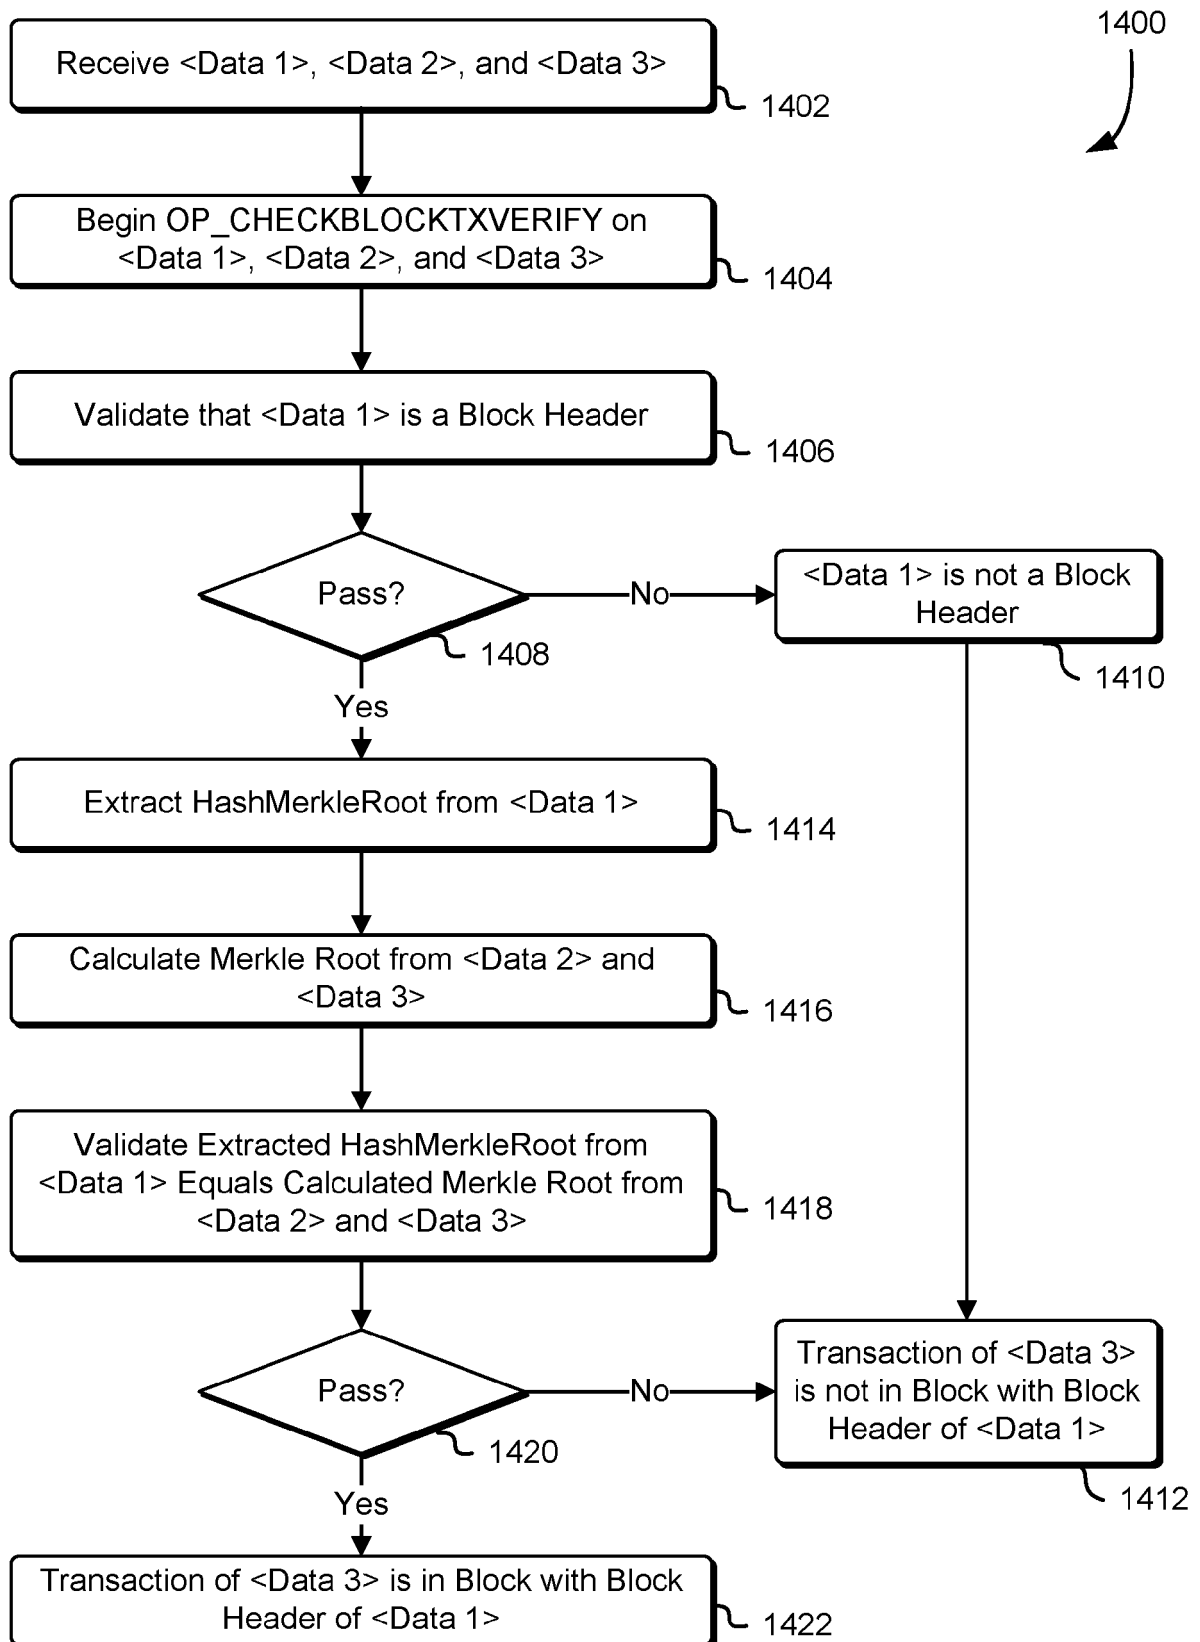 1400
Receive <Data 1>, <Data 2>, and <Data 3>
1402
Begin OP_CHECKBLOCKTXVERIFY on
<Data 1>, <Data 2>, and <Data 3>
1404
Validate that <Data 1> is a Block Header
1406
Pass?
No
1408
<Data 1> is not a Block
Header
1410
Yes
Extract HashMerkleRoot from <Data 1>
1414
Calculate Merkle Root from <Data 2> and
<Data 3>
1416
Validate Extracted HashMerkleRoot from
<Data 1> Equals Calculated Merkle Root from
<Data 2> and <Data 3>
1418
Pass?
No
1420
Transaction of <Data 3>
is not in Block with Block
Header of <Data 1>
1412
Yes
Transaction of <Data 3> is in Block with Block
Header of <Data 1>
1422